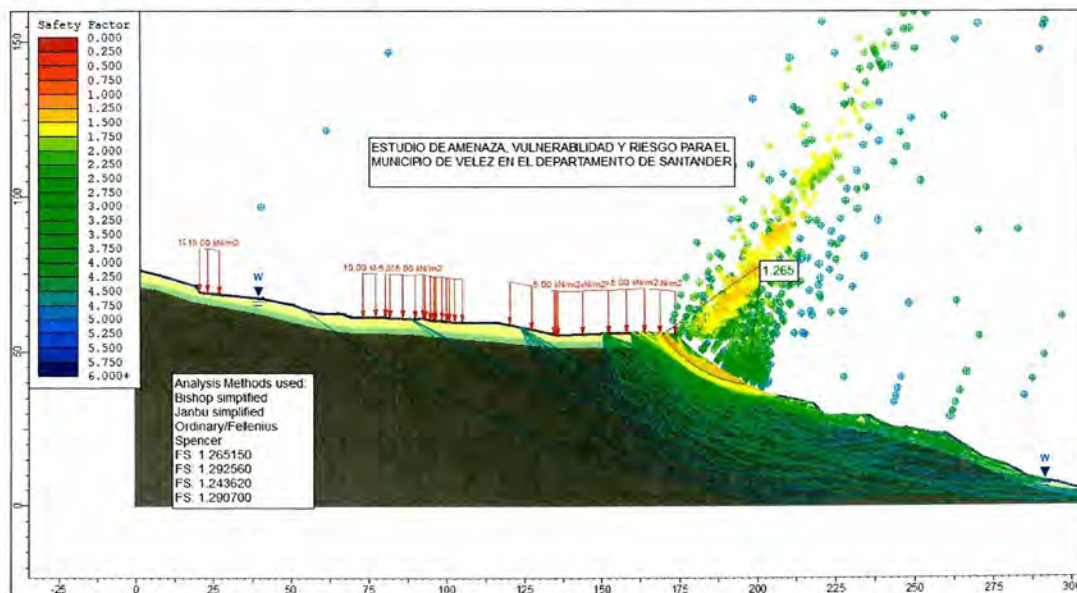 Safety Factor
0.000
0.250
0.500
0.750
1.000
1.250
1.500
1.750
2.000
2.250
2.500
2.750
3.000
3.250
3.500
3.750
4.000
4.250
4.500
4.750
5.000
5.250
5.500
5.750
6.000+
150
100
50
0
ESTUDIO DE AMENAZA, VULNERABILIDAD Y RIESGO PARA EL
MUNICIPIO DE VELEZ EN EL DEPARTAMENTO DE SANTANDER
W
1.265
W
Analysis Methods used:
Bishop simplified
Janbu simplified
Ordinary/Fellenius
Spencer
FS: 1.265150
FS: 1.292560
FS: 1.243620
FS: 1.290700
-25 0 25 50 75 100 125 150 175 200 225 250 275 300